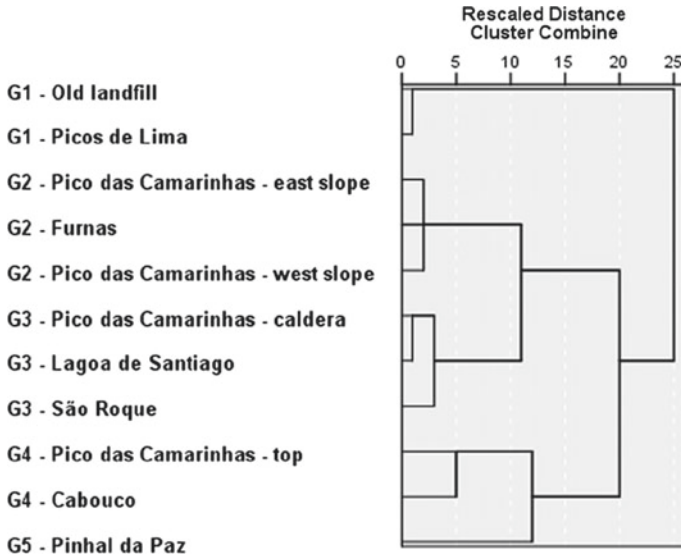 Rescaled Distance
Cluster Combine
0 5 10 15 20 25
G1 - Old landfill
G1 - Picos de Lima
G2 - Pico das Camarinhas - east slope
G2 - Furnas
G2 - Pico das Camarinhas - west slope
G3 - Pico das Camarinhas - caldera
G3 - Lagoa de Santiago
G3 - São Roque
G4 - Pico das Camarinhas - top
G4 - Cabouco
G5 - Pinhal da Paz